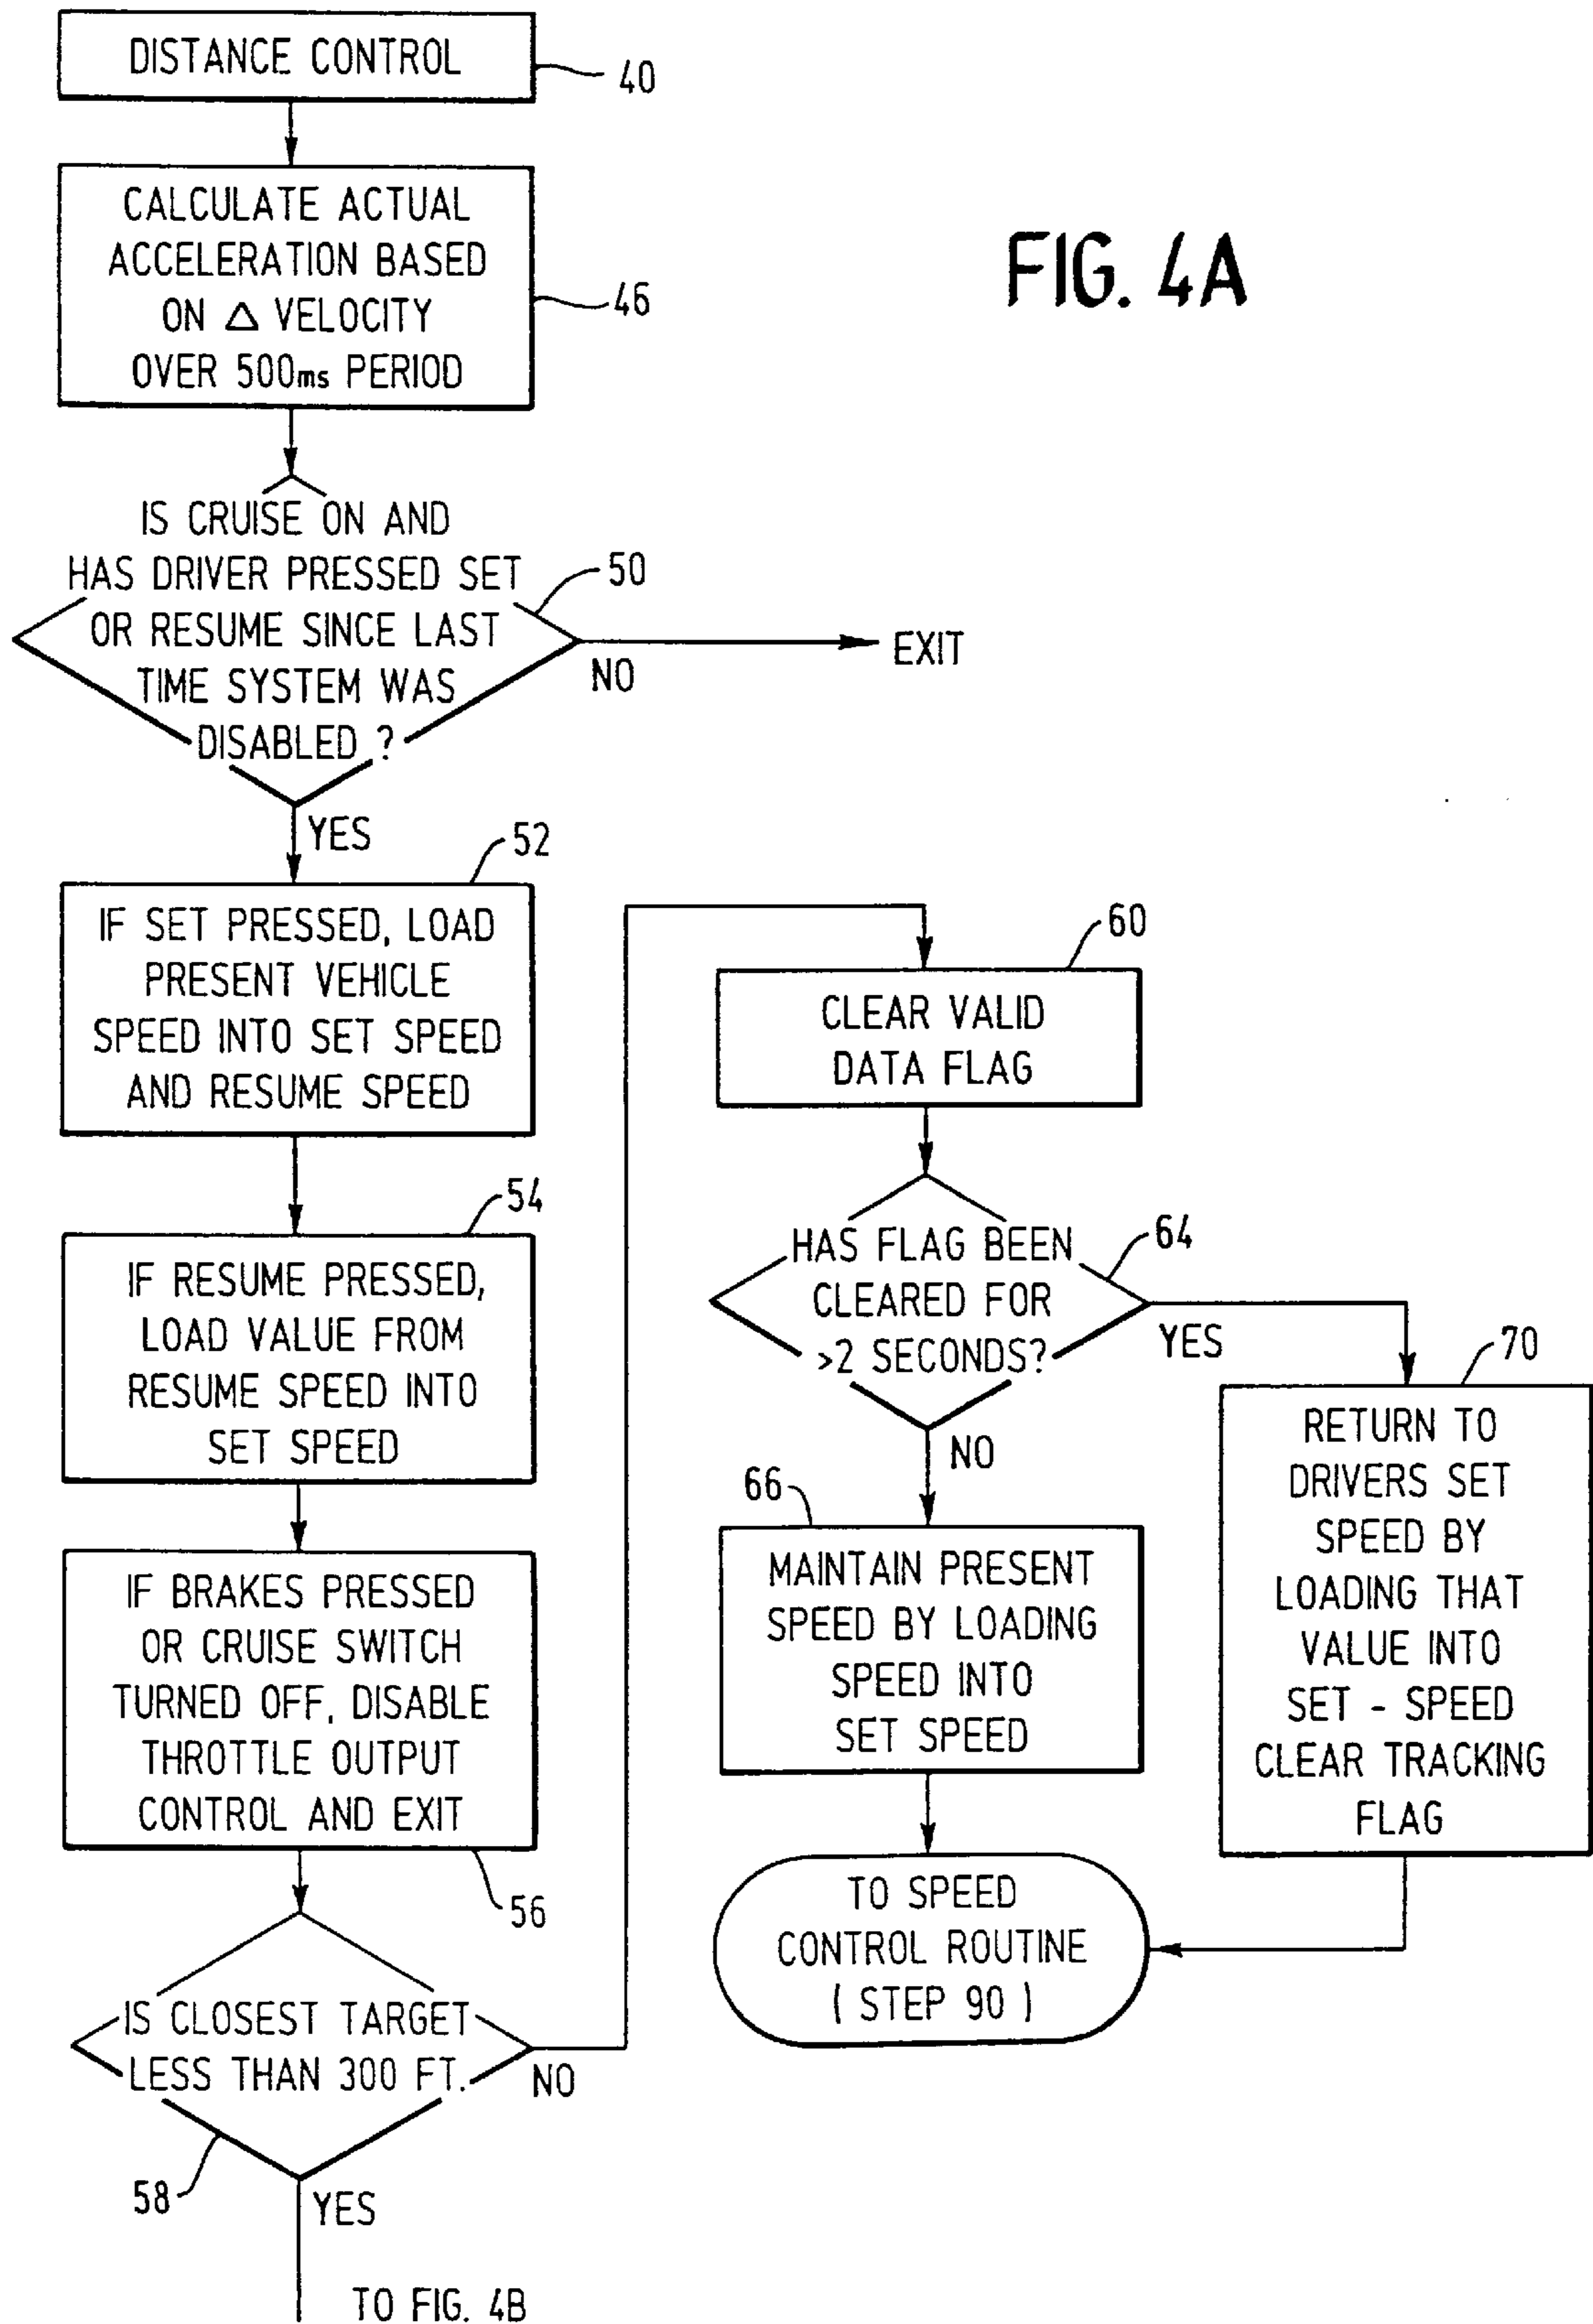 DISTANCE CONTROL
40
CALCULATE ACTUAL
ACCELERATION BASED
ON △ VELOCITY
OVER 500ms PERIOD
46
FIG. 4A
IS CRUISE ON AND
HAS DRIVER PRESSED SET
OR RESUME SINCE LAST
TIME SYSTEM WAS
DISABLED ?
50
NO
EXIT
YES
52
IF SET PRESSED, LOAD
PRESENT VEHICLE
SPEED INTO SET SPEED
AND RESUME SPEED
54
IF RESUME PRESSED,
LOAD VALUE FROM
RESUME SPEED INTO
SET SPEED
IF BRAKES PRESSED
OR CRUISE SWITCH
TURNED OFF, DISABLE
THROTTLE OUTPUT
CONTROL AND EXIT
56
IS CLOSEST TARGET
LESS THAN 300 FT.
NO
58
YES
TO FIG. 4B
60
CLEAR VALID
DATA FLAG
HAS FLAG BEEN
CLEARED FOR
>2 SECONDS?
64
YES
NO
66
MAINTAIN PRESENT
SPEED BY LOADING
SPEED INTO
SET SPEED
70
RETURN TO
DRIVERS SET
SPEED BY
LOADING THAT
VALUE INTO
SET - SPEED
CLEAR TRACKING
FLAG
TO SPEED
CONTROL ROUTINE
( STEP 90 )